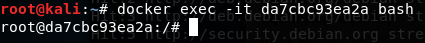 root@kali:~# docker exec -it da7cbc93ea2a bash
root@da7cbc93ea2a:/#